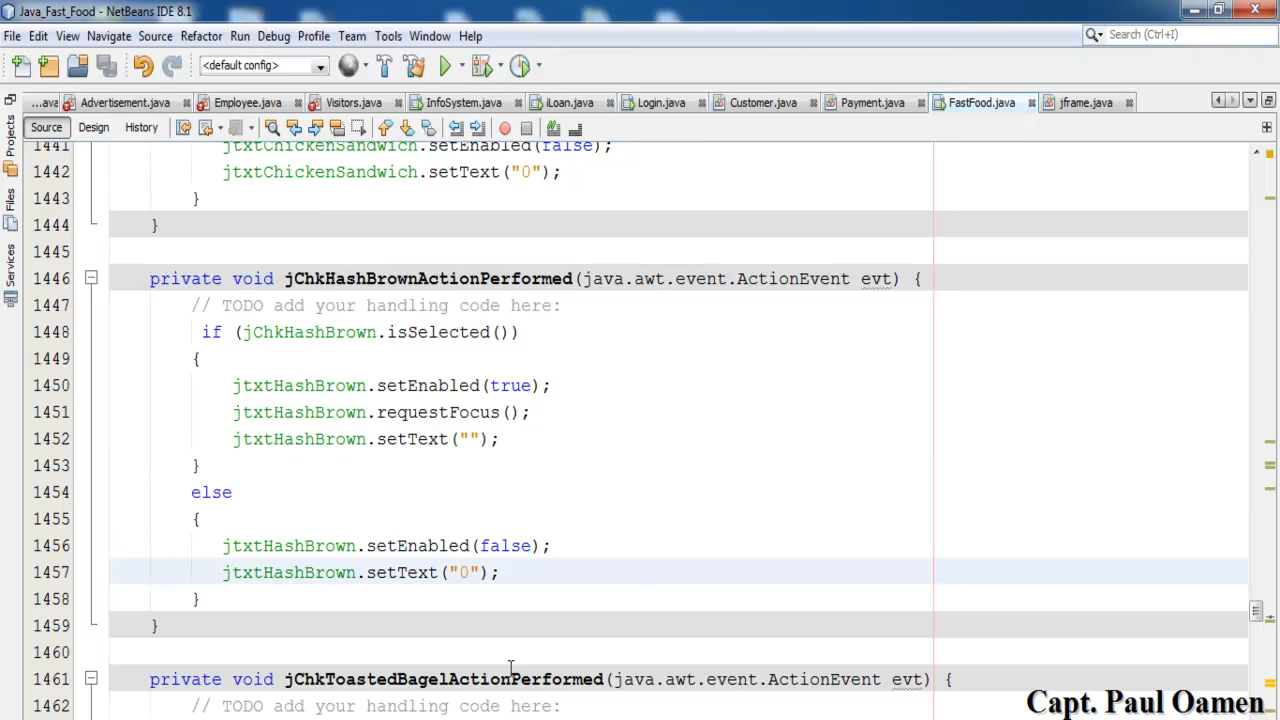 Java_Fast_Food - NetBeans IDE 8.1
File Edit View Navigate Source Refactor Run Debug Profile Team Tools Window Help
Search (Ctrl+I)
<default config>
...ava Advertisement.java Employee.java Visitors.java InfoSystem.java iLoan.java Login.java Customer.java Payment.java FastFood.java jframe.java
Source Design History
Projects
Files
Services
1441 jtxtChickenSandwich.setEnabled(false);
1442 jtxtChickenSandwich.setText("0");
1443 }
1444 }
1445
1446 private void jChkHashBrownActionPerformed(java.awt.event.ActionEvent evt) {
1447 // TODO add your handling code here:
1448 if (jChkHashBrown.isSelected())
1449 {
1450 jtxtHashBrown.setEnabled(true);
1451 jtxtHashBrown.requestFocus();
1452 jtxtHashBrown.setText("");
1453 }
1454 else
1455 {
1456 jtxtHashBrown.setEnabled(false);
1457 jtxtHashBrown.setText("0");
1458 }
1459 }
1460
1461 private void jChkToastedBagelActionPerformed(java.awt.event.ActionEvent evt) {
1462 // TODO add your handling code here:
Capt. Paul Oamen